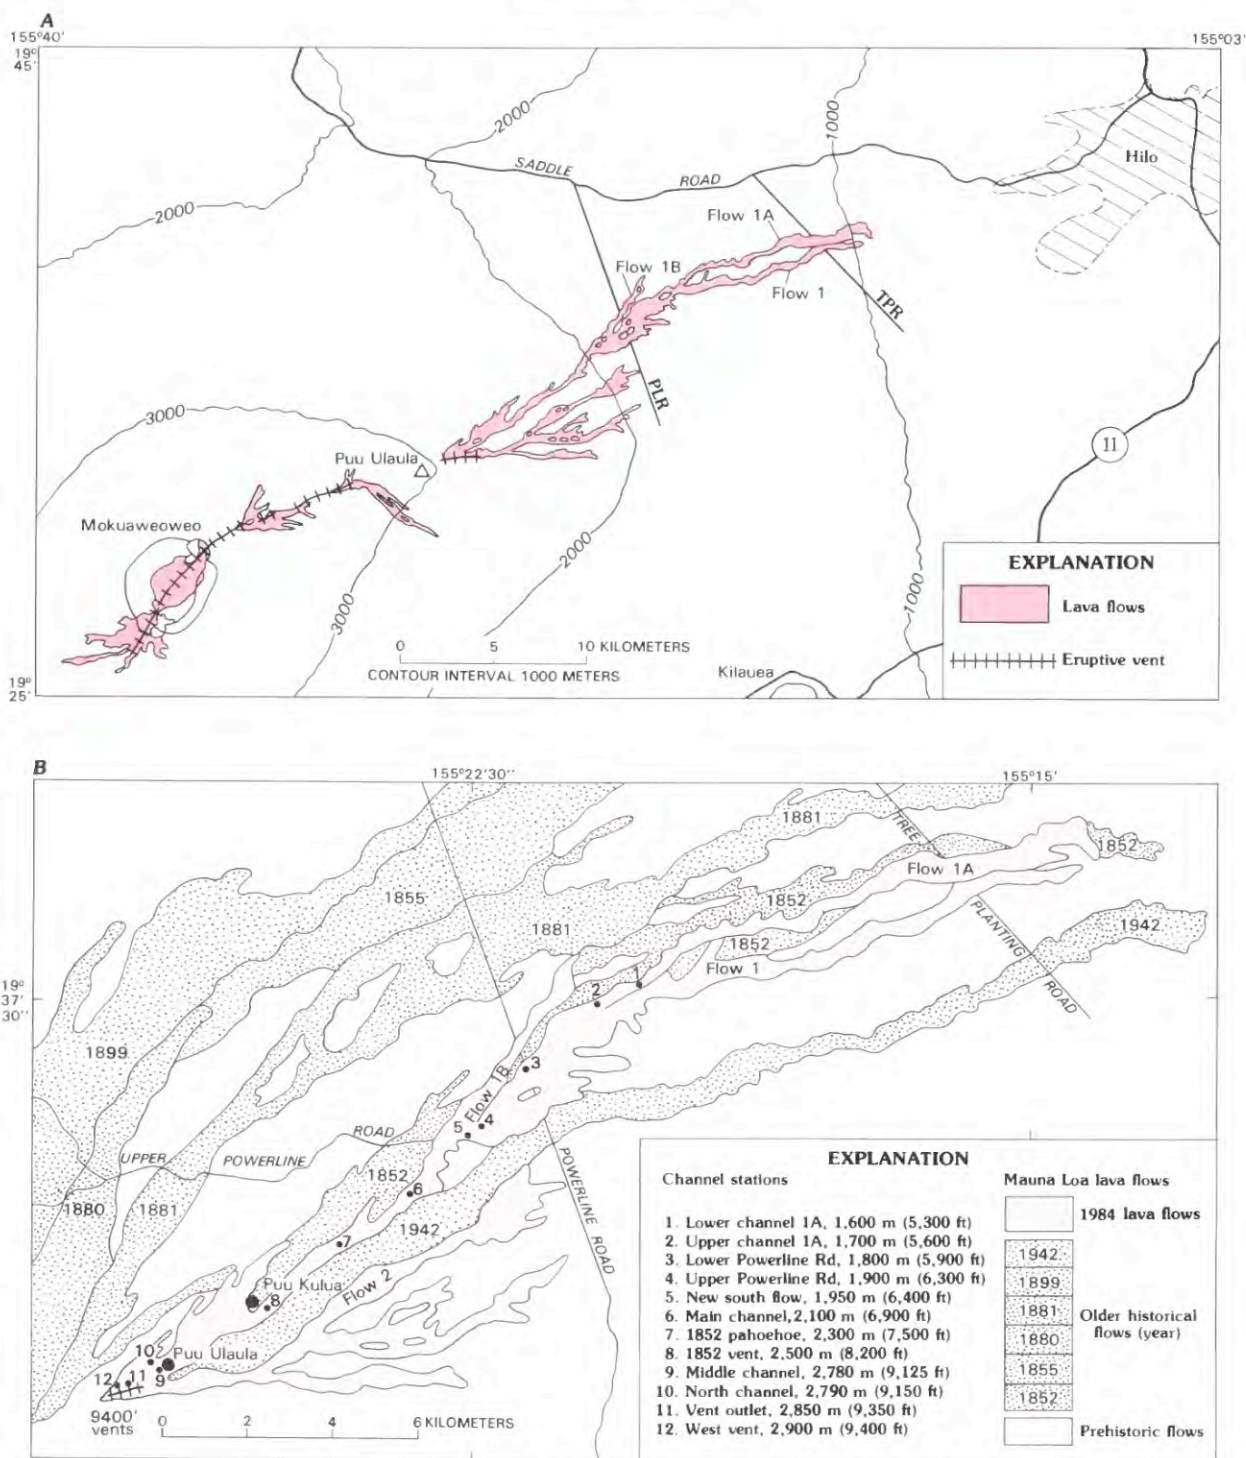 A
155°40'
155°03'
19°
45'
2000
1000
SADDLE
ROAD
Hilo
2000
Flow 1A
Flow 1B
Flow 1
TPR
3000
PLR
11
Puu Ulaula
Mokuaweoweo
2000
1000
3000
EXPLANATION
Lava flows
Eruptive vent
0 5 10 KILOMETERS
CONTOUR INTERVAL 1000 METERS
Kilauea
19°
25'
B
155°22'30"
155°15'
1881
TREE
1852
Flow 1A
1855
1852
1881
1942
PLANTING
1852
Flow 1
1
19°
37'
30"
2
ROAD
1899
3
Flow 1B
4
5
ROAD
UPPER
POWERLINE
1852
6
1880
1881
1942
POWERLINE ROAD
7
Puu Kulua
8
Flow 2
10
Puu Ulaula
12 11 9
9400'
vents
0 2 4 6 KILOMETERS
EXPLANATION
Channel stations
1. Lower channel 1A, 1,600 m (5,300 ft)
2. Upper channel 1A, 1,700 m (5,600 ft)
3. Lower Powerline Rd, 1,800 m (5,900 ft)
4. Upper Powerline Rd, 1,900 m (6,300 ft)
5. New south flow, 1,950 m (6,400 ft)
6. Main channel, 2,100 m (6,900 ft)
7. 1852 pahoehoe, 2,300 m (7,500 ft)
8. 1852 vent, 2,500 m (8,200 ft)
9. Middle channel, 2,780 m (9,125 ft)
10. North channel, 2,790 m (9,150 ft)
11. Vent outlet, 2,850 m (9,350 ft)
12. West vent, 2,900 m (9,400 ft)
Mauna Loa lava flows
1984 lava flows
1942
1899
1881
1880
1855
1852
Older historical
flows (year)
Prehistoric flows